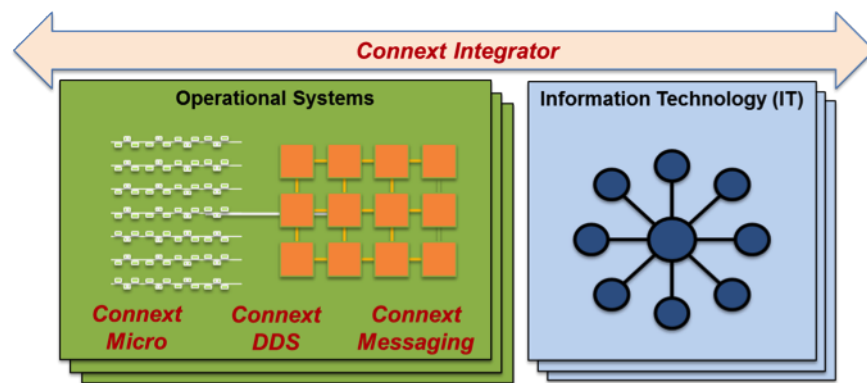 Connext Integrator
Operational Systems
Information Technology (IT)
Connext
Micro
Connext
DDS
Connext
Messaging